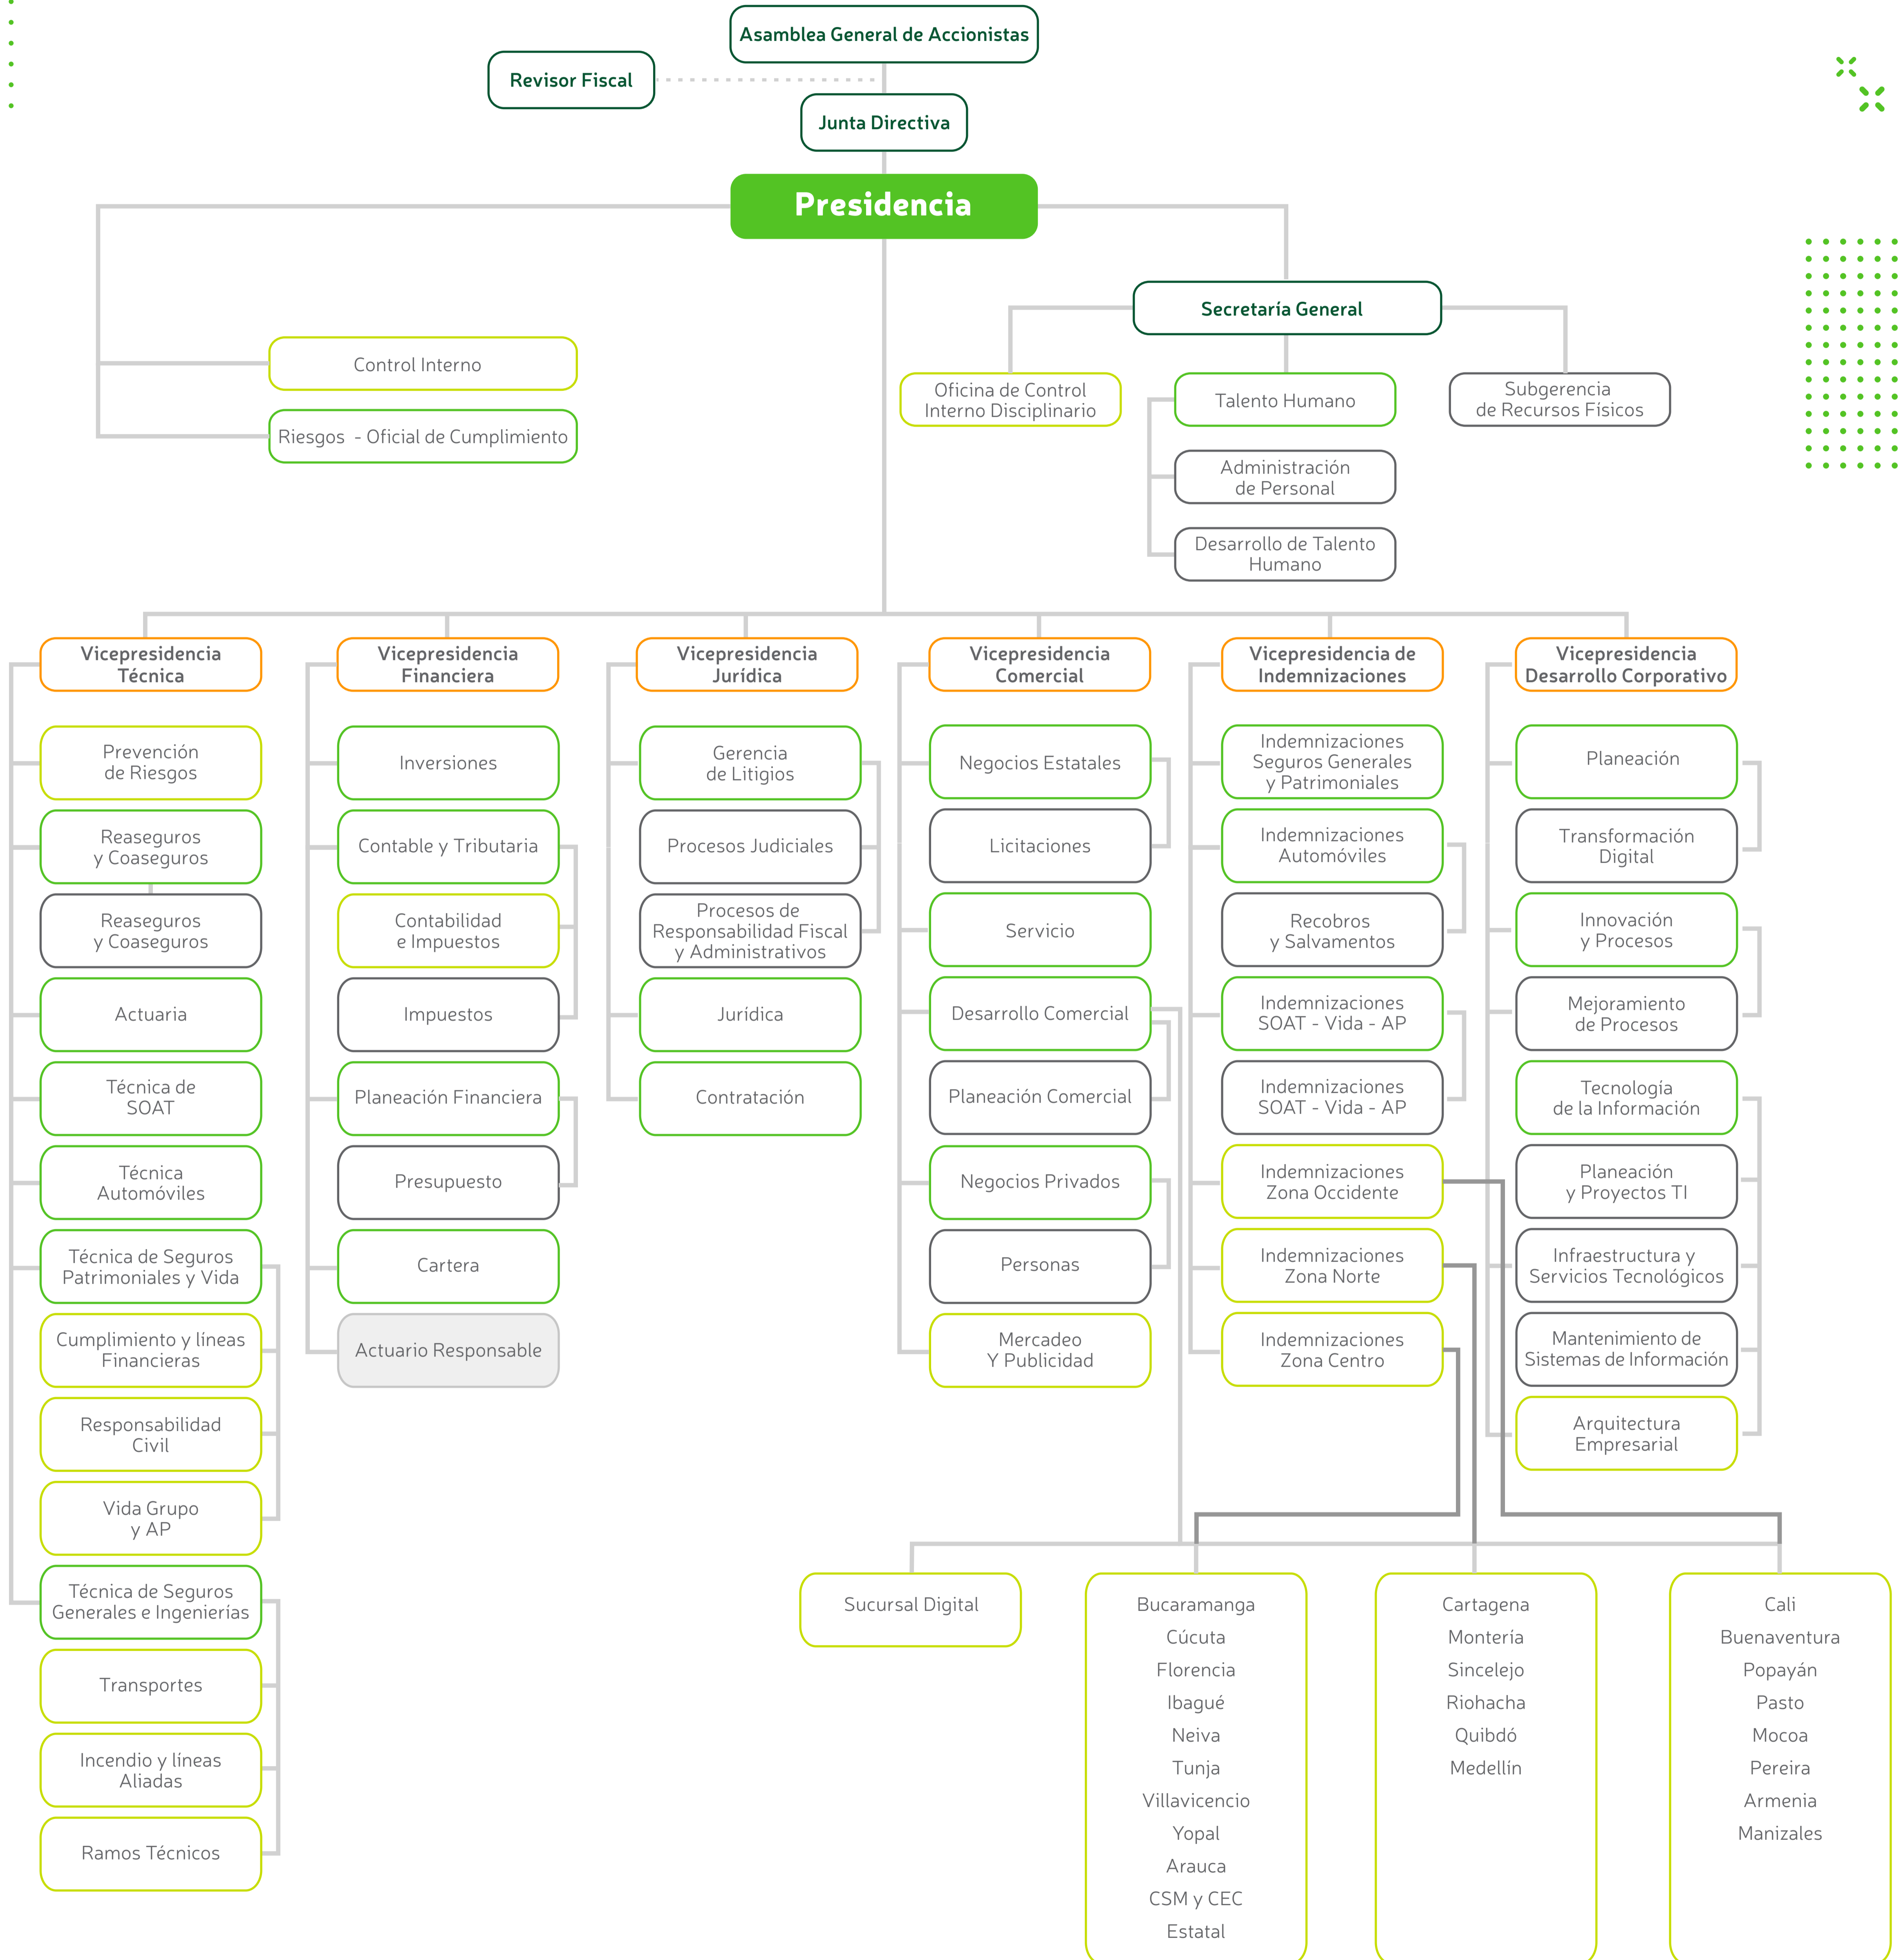 Asamblea General de Accionistas
Revisor Fiscal
Junta Directiva
Presidencia
Secretaría General
Control Interno
Riesgos - Oficial de Cumplimiento
Oficina de Control
Interno Disciplinario
Talento Humano
Subgerencia
de Recursos Físicos
Administración
de Personal
Desarrollo de Talento
Humano
Vicepresidencia
Técnica
Prevención
de Riesgos
Reaseguros
y Coaseguros
Reaseguros
y Coaseguros
Actuaria
Técnica de
SOAT
Técnica
Automóviles
Técnica de Seguros
Patrimoniales y Vida
Cumplimiento y líneas
Financieras
Responsabilidad
Civil
Vida Grupo
y AP
Técnica de Seguros
Generales e Ingenierías
Transportes
Incendio y líneas
Aliadas
Ramos Técnicos
Vicepresidencia
Financiera
Inversiones
Contable y Tributaria
Contabilidad
e Impuestos
Impuestos
Planeación Financiera
Presupuesto
Cartera
Actuario Responsable
Vicepresidencia
Jurídica
Gerencia
de Litigios
Procesos Judiciales
Procesos de
Responsabilidad Fiscal
y Administrativos
Jurídica
Contratación
Vicepresidencia
Comercial
Negocios Estatales
Licitaciones
Servicio
Desarrollo Comercial
Planeación Comercial
Negocios Privados
Personas
Mercadeo
Y Publicidad
Vicepresidencia de
Indemnizaciones
Indemnizaciones
Seguros Generales
y Patrimoniales
Indemnizaciones
Automóviles
Recobros
y Salvamentos
Indemnizaciones
SOAT - Vida - AP
Indemnizaciones
SOAT - Vida - AP
Indemnizaciones
Zona Occidente
Indemnizaciones
Zona Norte
Indemnizaciones
Zona Centro
Vicepresidencia
Desarrollo Corporativo
Planeación
Transformación
Digital
Innovación
y Procesos
Mejoramiento
de Procesos
Tecnología
de la Información
Planeación
y Proyectos TI
Infraestructura y
Servicios Tecnológicos
Mantenimiento de
Sistemas de Información
Arquitectura
Empresarial
Sucursal Digital
Bucaramanga
Cúcuta
Florencia
Ibagué
Neiva
Tunja
Villavicencio
Yopal
Arauca
CSM y CEC
Estatal
Cartagena
Montería
Sincelejo
Riohacha
Quibdó
Medellín
Cali
Buenaventura
Popayán
Pasto
Mocoa
Pereira
Armenia
Manizales